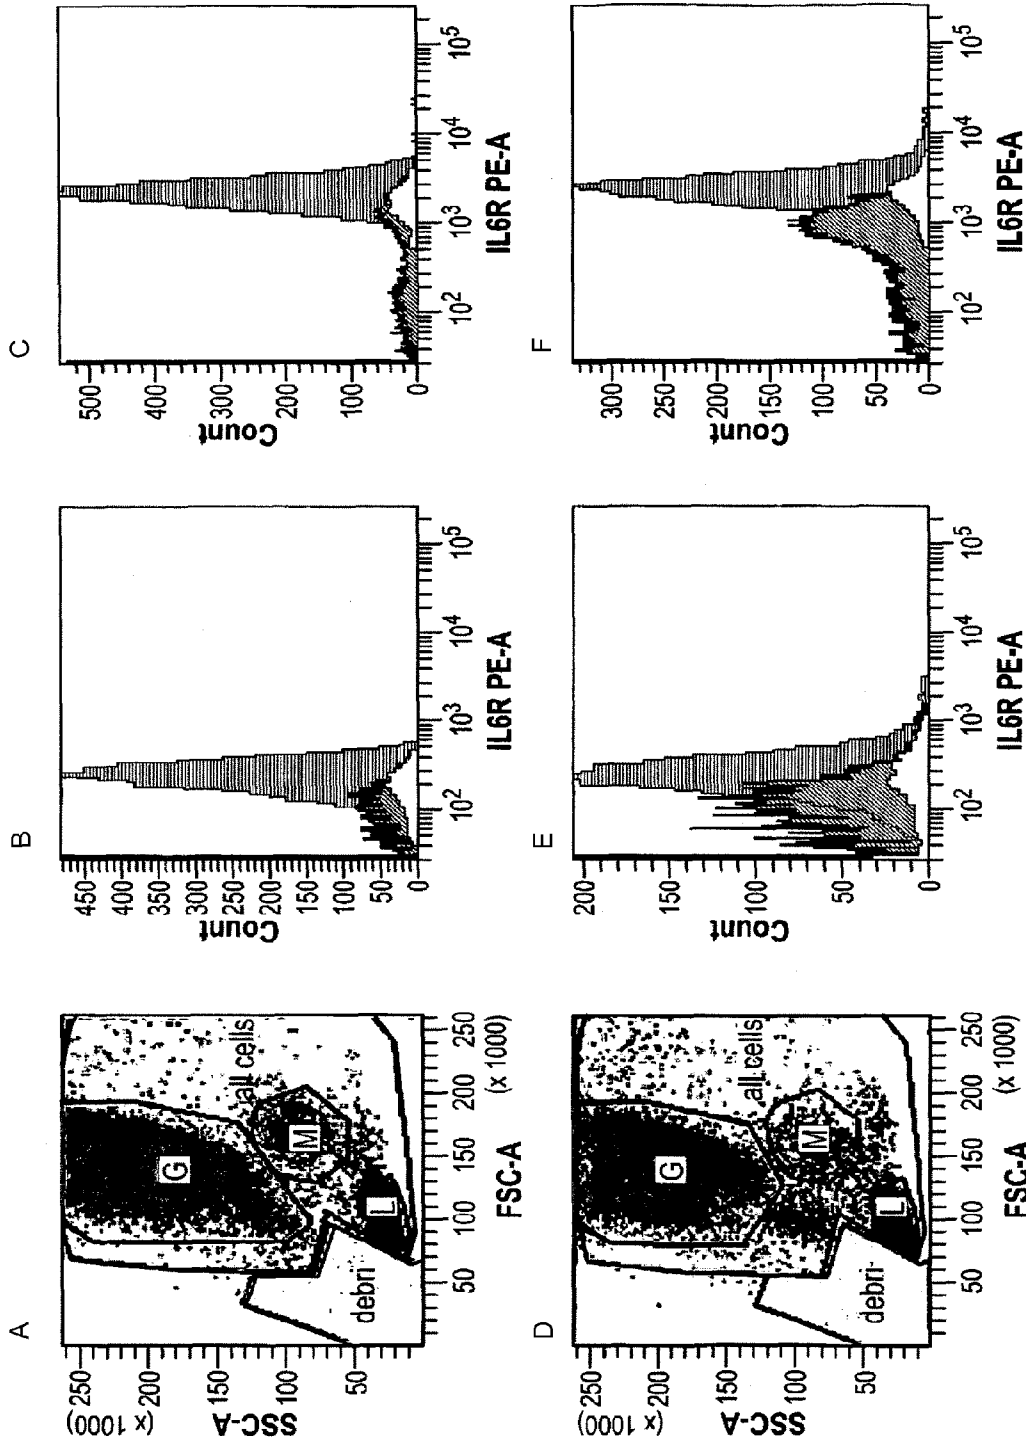 A
SSC-A
(x 1000)
250
200
150
100
50
G
M
L
all cells
debri
50
100
150
200
250
FSC-A
(x 1000)
B
Count
450
400
350
300
250
200
150
100
50
0
10²
10³
10⁴
10⁵
IL6R PE-A
C
Count
500
400
300
200
100
0
10²
10³
10⁴
10⁵
IL6R PE-A
D
SSC-A
(x 1000)
250
200
150
100
50
G
M
L
all cells
debri
50
100
150
200
250
FSC-A
(x 1000)
E
Count
200
150
100
50
0
10²
10³
10⁴
10⁵
IL6R PE-A
F
Count
300
250
200
150
100
50
0
10²
10³
10⁴
10⁵
IL6R PE-A